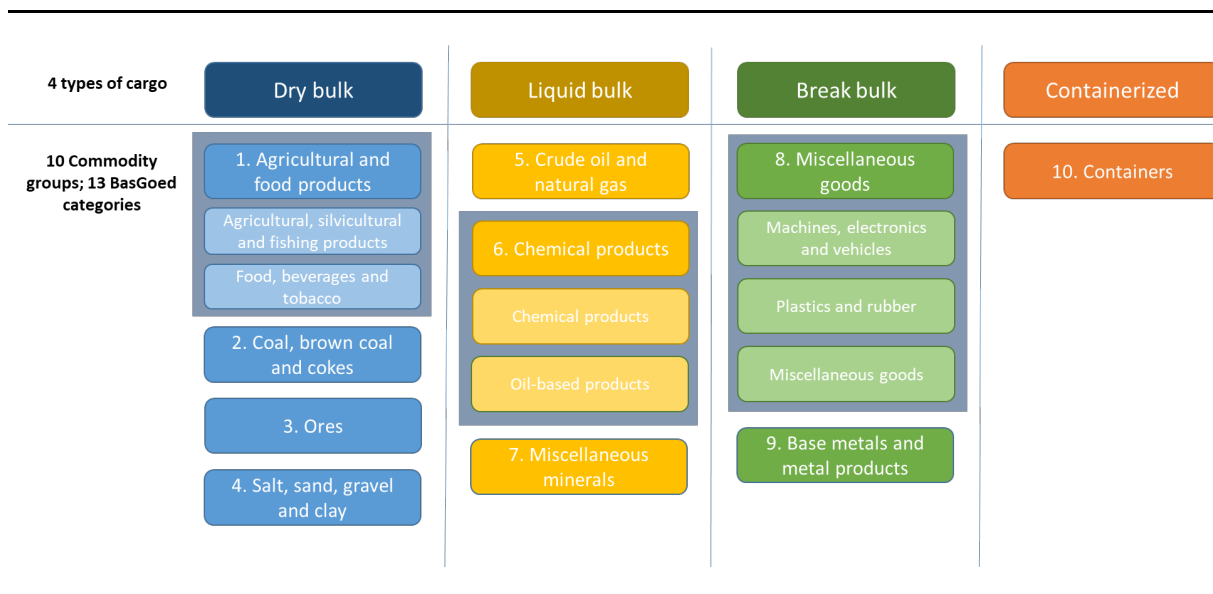 4 types of cargo
Dry bulk
Liquid bulk
Break bulk
Containerized
10 Commodity
groups; 13 BasGoed
categories
1. Agricultural and
food products
Agricultural, silvicultural
and fishing products
Food, beverages and
tobacco
2. Coal, brown coal
and cokes
3. Ores
4. Salt, sand, gravel
and clay
5. Crude oil and
natural gas
6. Chemical products
Chemical products
Oil-based products
7. Miscellaneous
minerals
8. Miscellaneous
goods
Machines, electronics
and vehicles
Plastics and rubber
Miscellaneous goods
9. Base metals and
metal products
10. Containers